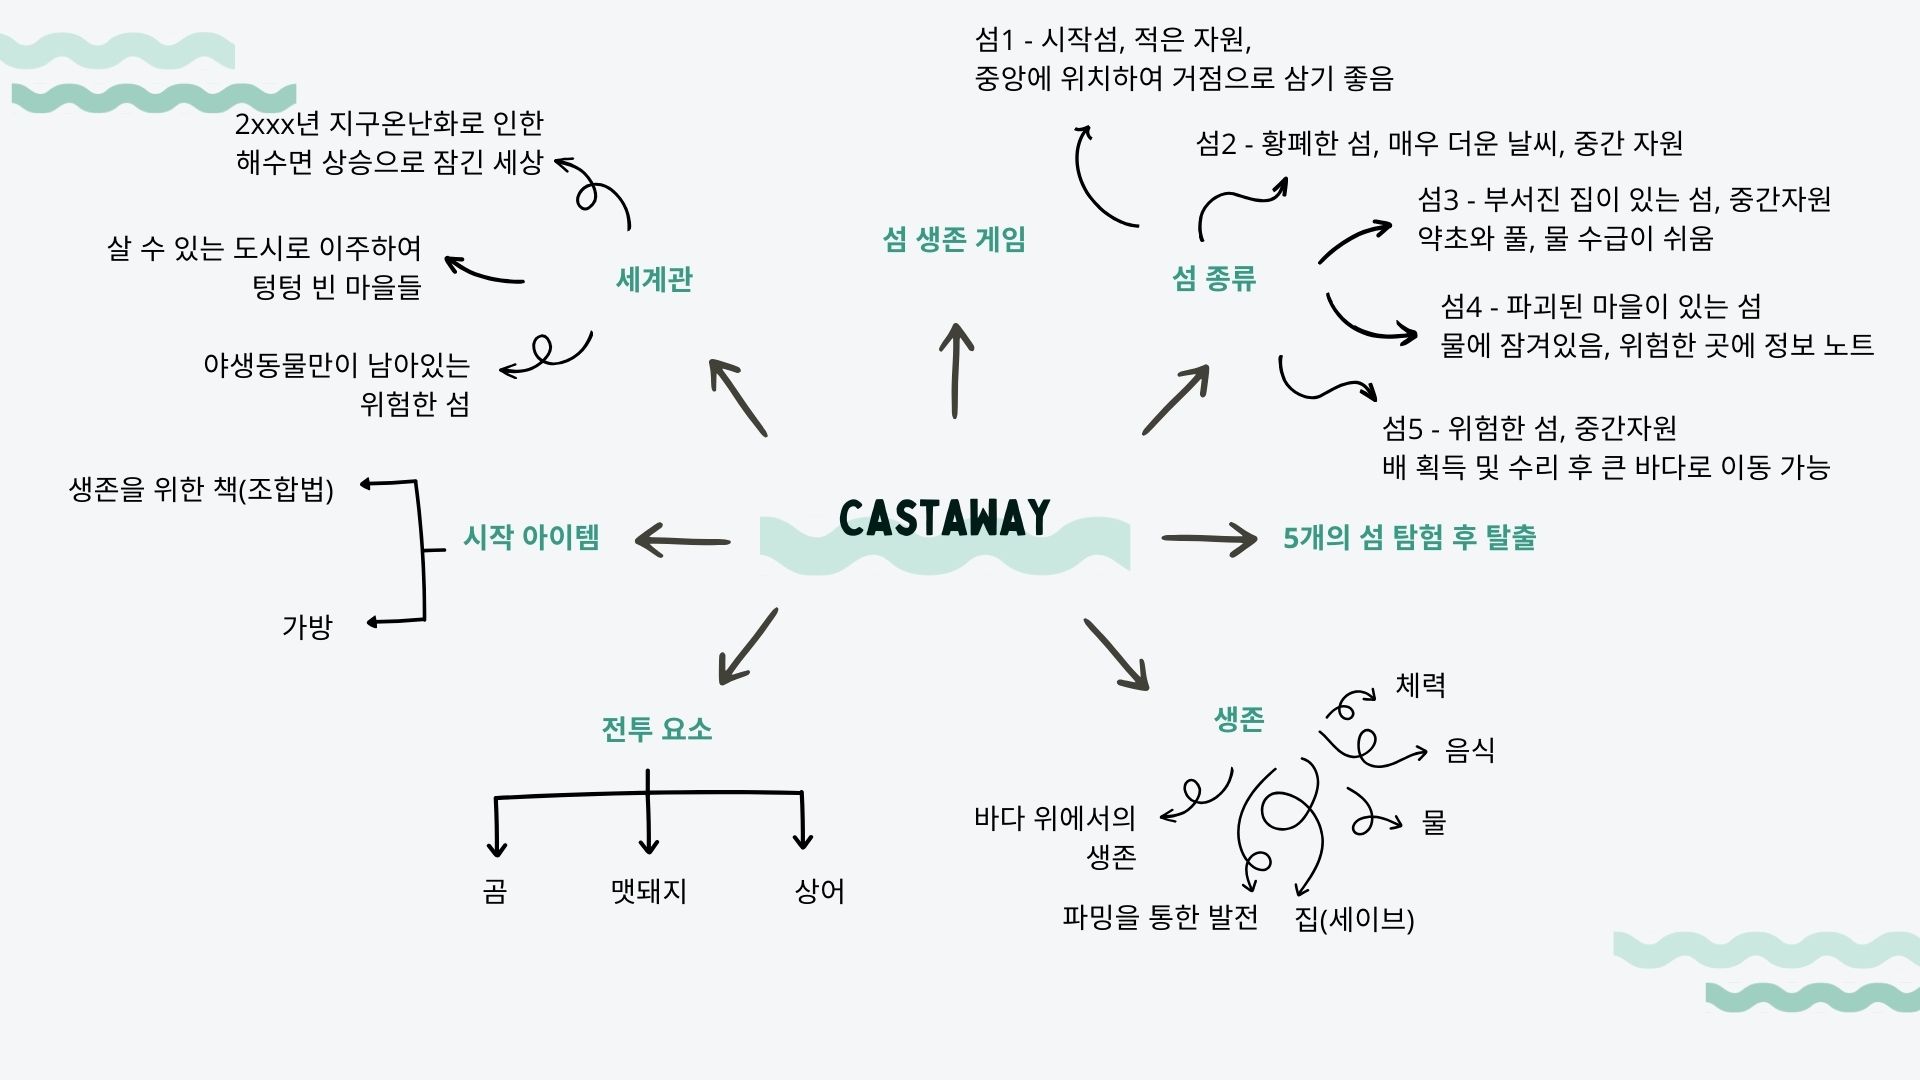 섬1 - 시작섬, 적은 자원,
중앙에 위치하여 거점으로 삼기 좋음
2xxx년 지구온난화로 인한
해수면 상승으로 잠긴 세상
섬2 - 황폐한 섬, 매우 더운 날씨, 중간 자원
섬3 - 부서진 집이 있는 섬, 중간자원
약초와 풀, 물 수급이 쉬움
살 수 있는 도시로 이주하여
텅텅 빈 마을들
섬 생존 게임
세계관
섬 종류
섬4 - 파괴된 마을이 있는 섬
물에 잠겨있음, 위험한 곳에 정보 노트
야생동물만이 남아있는
위험한 섬
섬5 - 위험한 섬, 중간자원
배 획득 및 수리 후 큰 바다로 이동 가능
생존을 위한 책(조합법)
시작 아이템
가방
CASTAWAY
5개의 섬 탐험 후 탈출
전투 요소
곰
맷돼지
상어
생존
체력
음식
물
바다 위에서의
생존
파밍을 통한 발전
집(세이브)